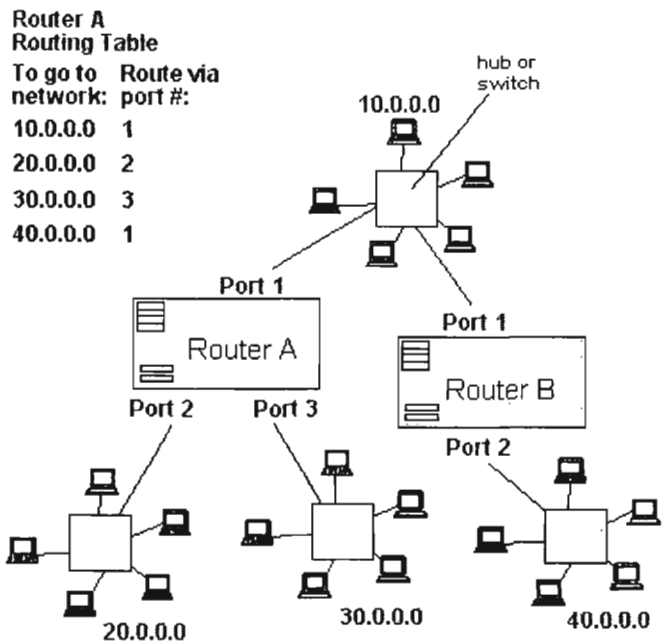 Router A
Routing Table
To go to Route via
network: port #:
10.0.0.0 1
20.0.0.0 2
30.0.0.0 3
40.0.0.0 1
hub or
switch
10.0.0.0
Port 1
Router A
Port 2 Port 3
Port 1
Router B
Port 2
20.0.0.0
30.0.0.0
40.0.0.0